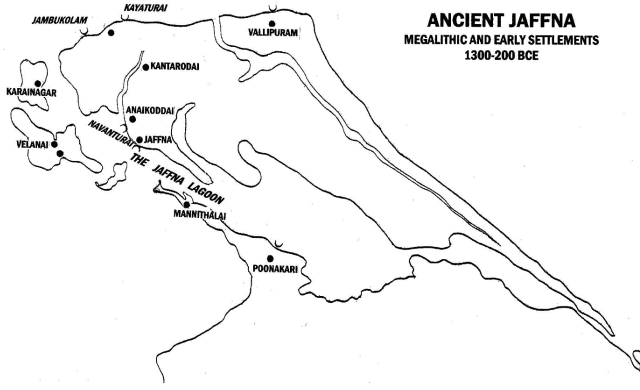 ANCIENT JAFFNA
MEGALITHIC AND EARLY SETTLEMENTS
1300-200 BCE
KAYATURAI
JAMBUKOLAM
VALLIPURAM
KANTARODAI
KARAINAGAR
ANAIKODDAI
NAVANTURAI
JAFFNA
VELANAI
THE JAFFNA LAGOON
MANNITHALAI
POONAKARI